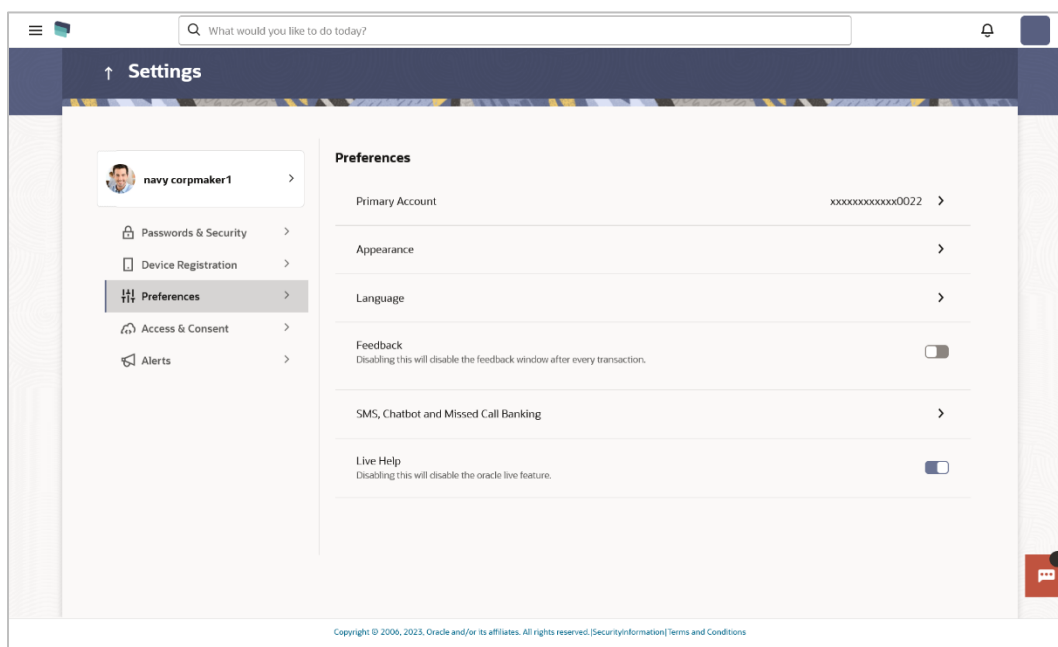 What would you like to do today?
↑ Settings
navy corpmaker1
Passwords & Security
Device Registration
Preferences
Access & Consent
Alerts
Preferences
Primary Account xxxxxxxxxxxx0022
Appearance
Language
Feedback
Disabling this will disable the feedback window after every transaction.
SMS, Chatbot and Missed Call Banking
Live Help
Disabling this will disable the oracle live feature.
Copyright © 2006, 2023, Oracle and/or its affiliates. All rights reserved.|SecurityInformation|Terms and Conditions